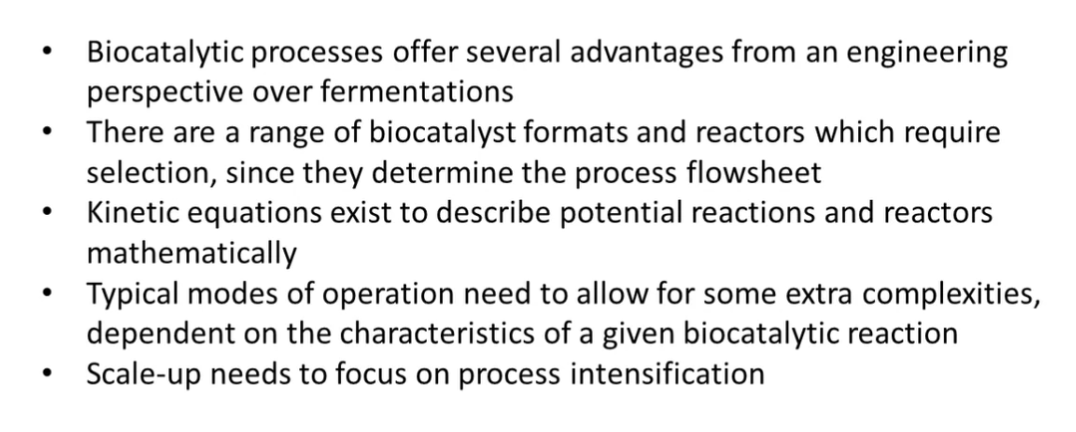 • Biocatalytic processes offer several advantages from an engineering
perspective over fermentations
• There are a range of biocatalyst formats and reactors which require
selection, since they determine the process flowsheet
• Kinetic equations exist to describe potential reactions and reactors
mathematically
• Typical modes of operation need to allow for some extra complexities,
dependent on the characteristics of a given biocatalytic reaction
• Scale-up needs to focus on process intensification